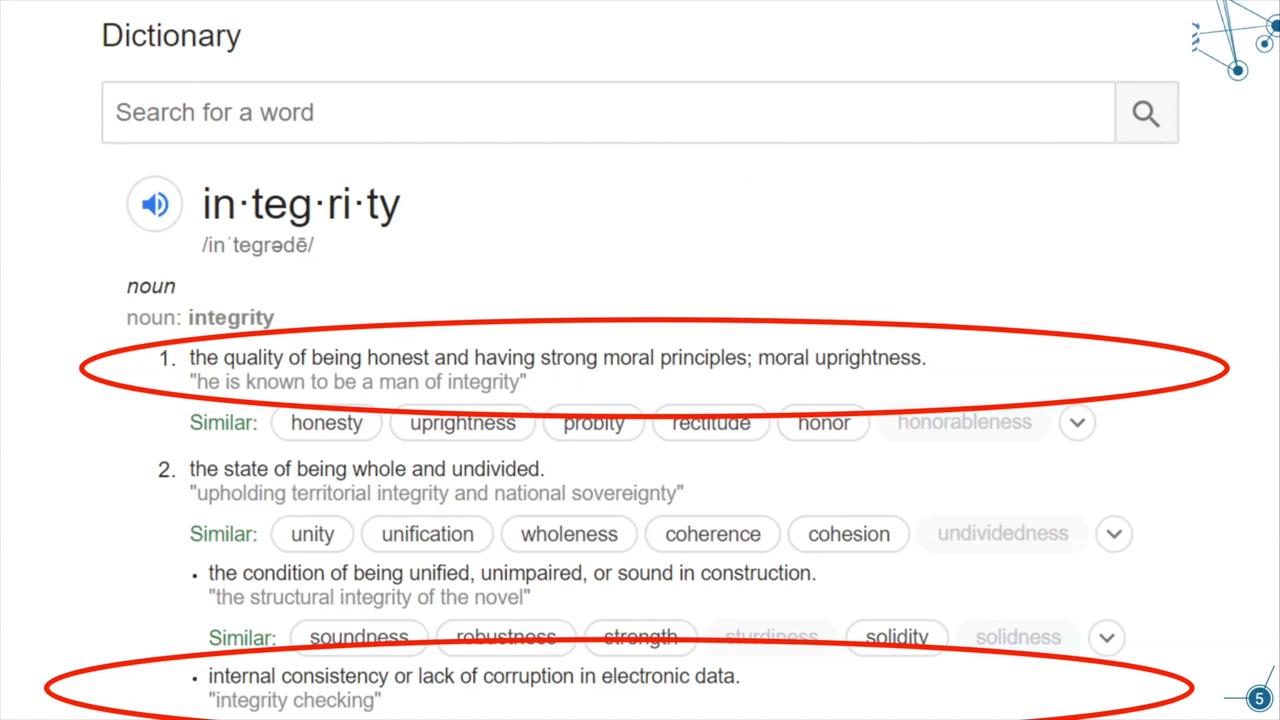 Dictionary
Search for a word
in·teg·ri·ty
/inˈteɡrədē/
noun
noun: integrity
1. the quality of being honest and having strong moral principles; moral uprightness.
"he is known to be a man of integrity"
Similar: honesty uprightness probity rectitude honor honorableness
2. the state of being whole and undivided.
"upholding territorial integrity and national sovereignty"
Similar: unity unification wholeness coherence cohesion undividedness
• the condition of being unified, unimpaired, or sound in construction.
"the structural integrity of the novel"
Similar: soundness robustness strength sturdiness solidity solidness
• internal consistency or lack of corruption in electronic data.
"integrity checking"
5